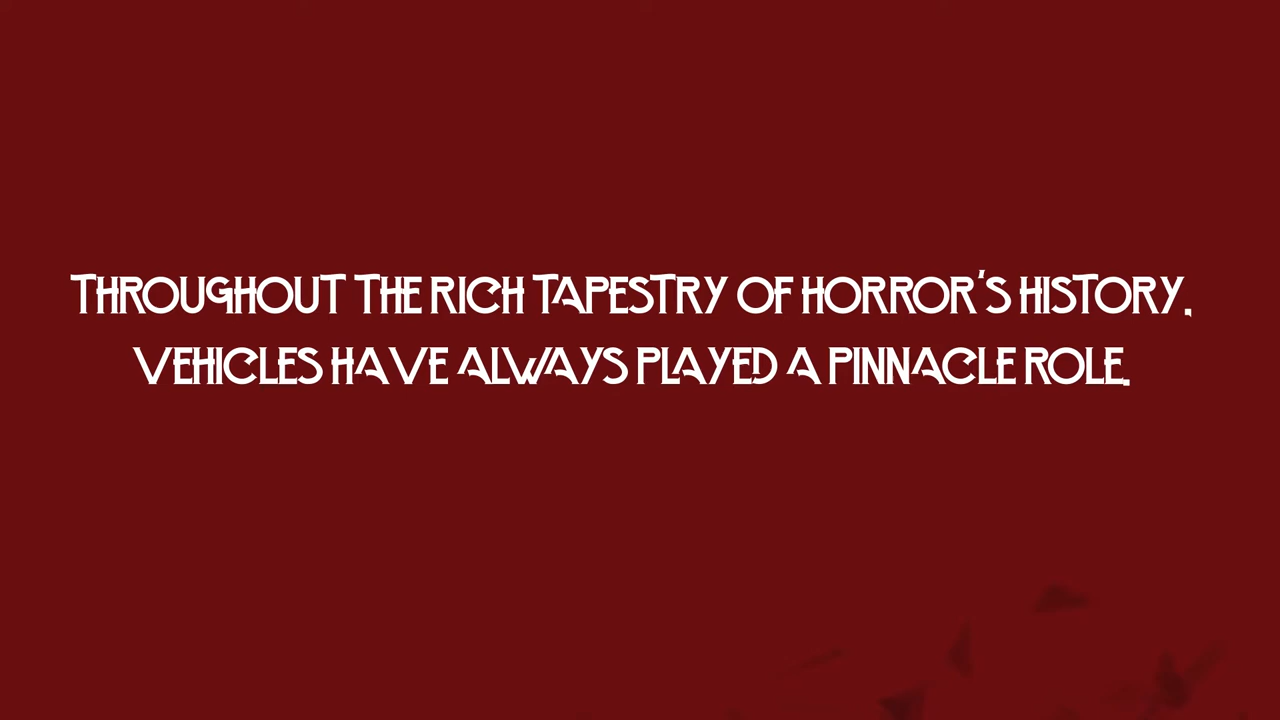 THROUGHOUT THE RICH TAPESTRY OF HORROR'S HISTORY,
VEHICLES HAVE ALWAYS PLAYED A PINNACLE ROLE.